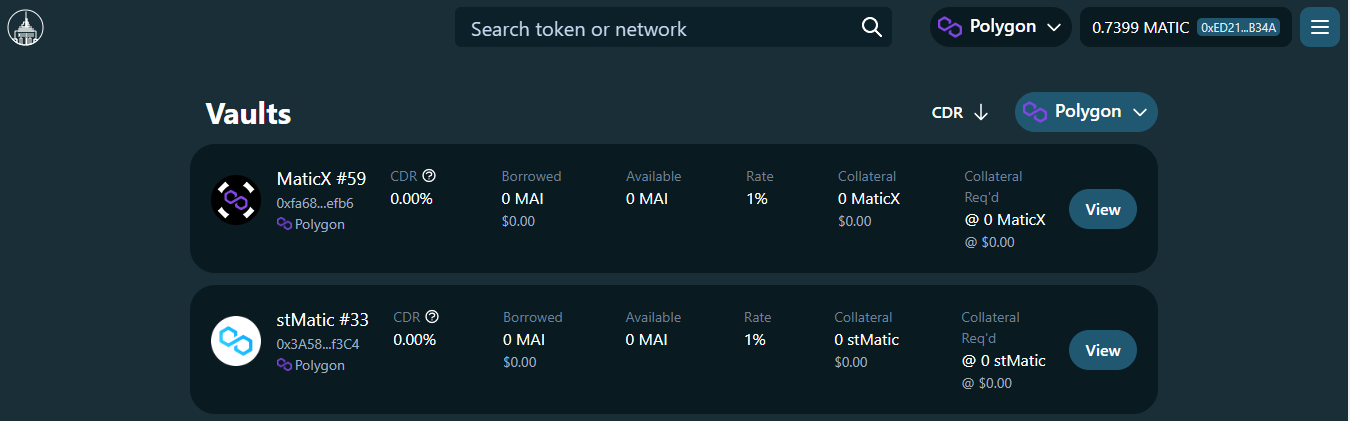 Search token or network
Polygon
0.7399 MATIC 0xED21...B34A
Vaults
CDR
Polygon
MaticX #59
0xfa68...efb6
Polygon
CDR
0.00%
Borrowed
0 MAI
$0.00
Available
0 MAI
Rate
1%
Collateral
0 MaticX
$0.00
Collateral
Req'd
@ 0 MaticX
@ $0.00
View
stMatic #33
0x3A58...f3C4
Polygon
CDR
0.00%
Borrowed
0 MAI
$0.00
Available
0 MAI
Rate
1%
Collateral
0 stMatic
$0.00
Collateral
Req'd
@ 0 stMatic
@ $0.00
View